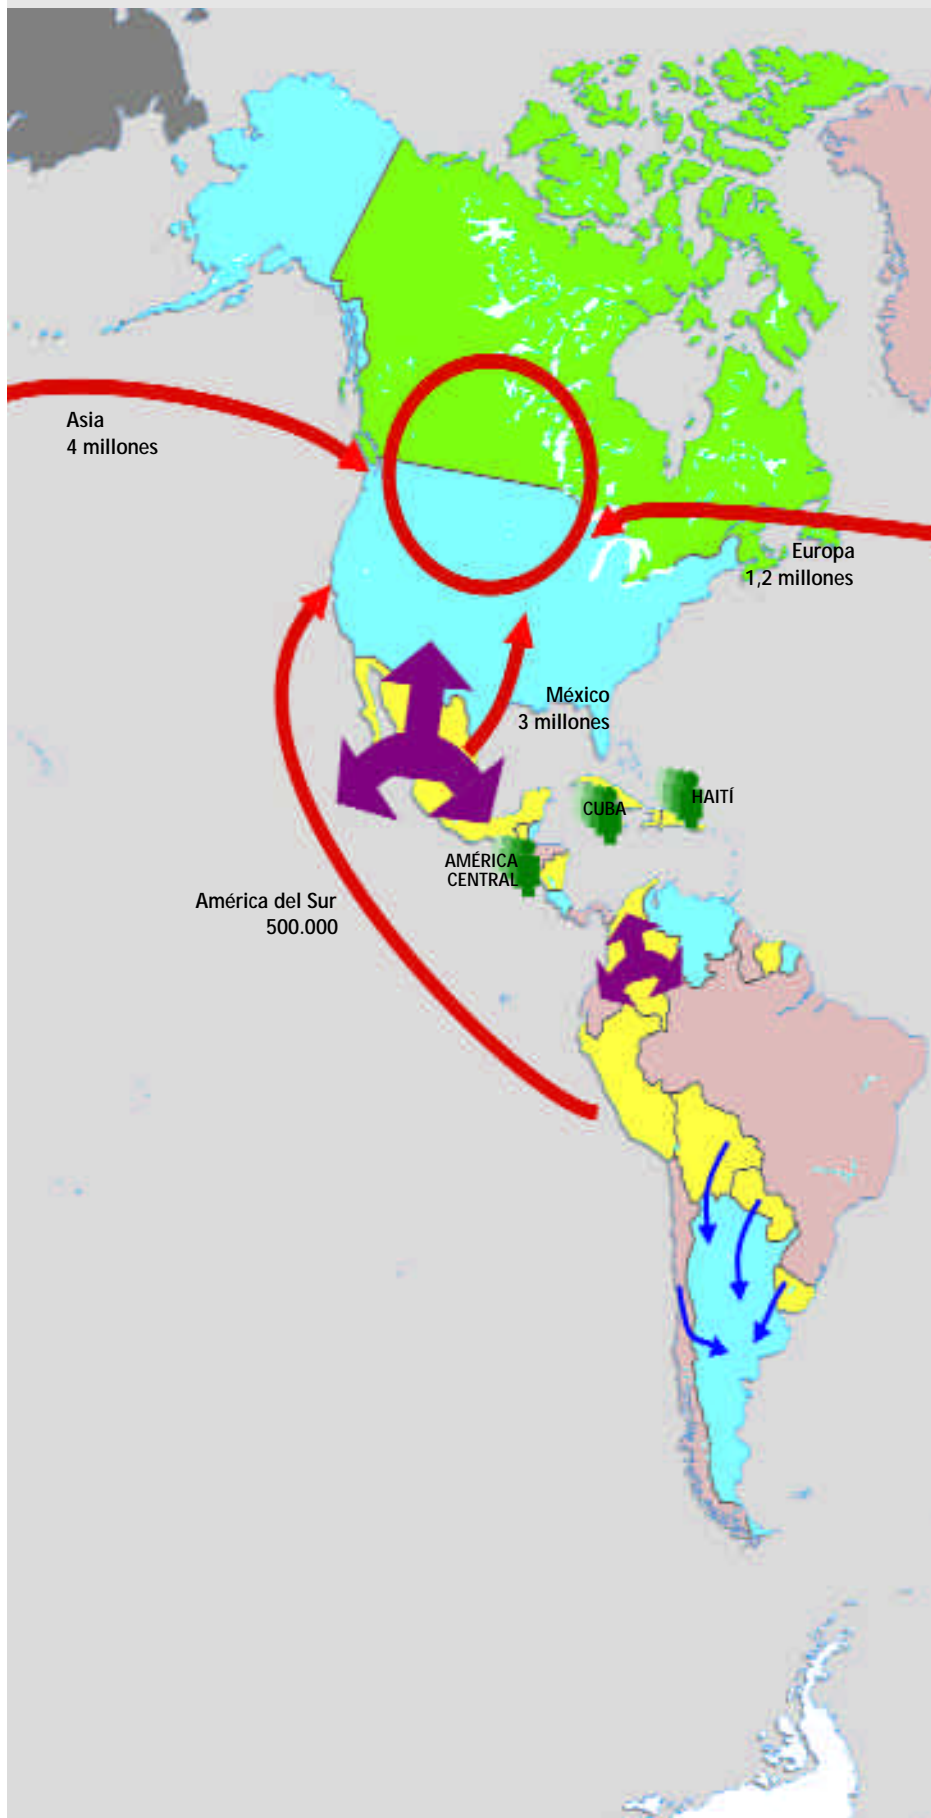 Asia
4 millones
Europa
1,2 millones
México
3 millones
CUBA
HAITÍ
AMÉRICA
CENTRAL
América del Sur
500.000